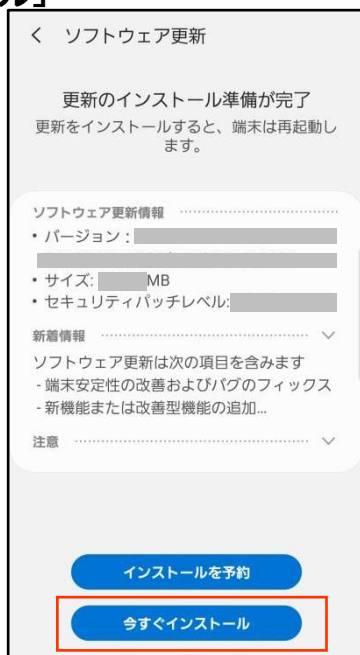 ル」
< ソフトウェア更新
更新のインストール準備が完了
更新をインストールすると、端末は再起動し
ます。
ソフトウェア更新情報
・バージョン:
・サイズ: MB
・セキュリティパッチレベル:
新着情報
ソフトウェア更新は次の項目を含みます
- 端末安定性の改善およびバグのフィックス
- 新機能または改善型機能の追加...
注意
インストールを予約
今すぐインストール